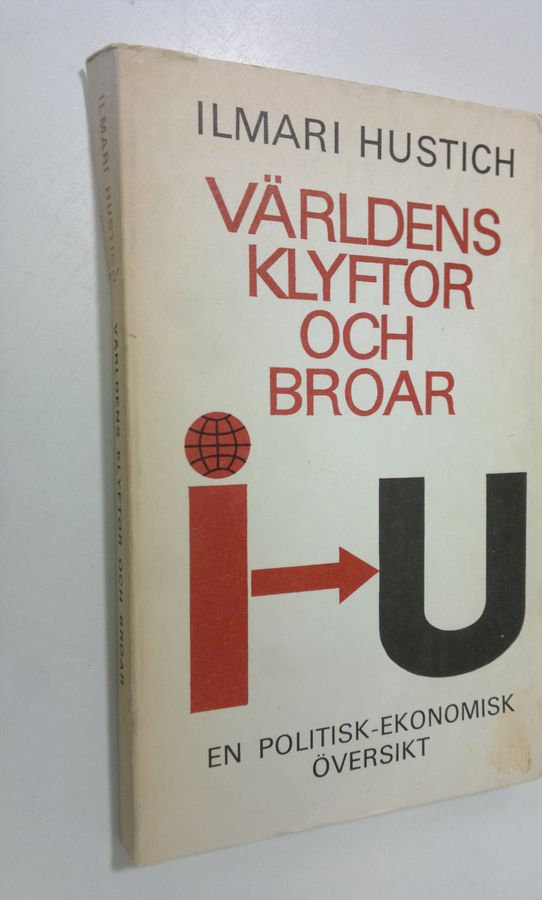 ILMARI HUSTICH
VÄRLDENS
KLYFTOR
OCH
BROAR
i U
EN POLITISK-EKONOMISK
ÖVERSIKT
ILMARI HUSTICH VÄRLDENS KLYFTOR OCH BROAR